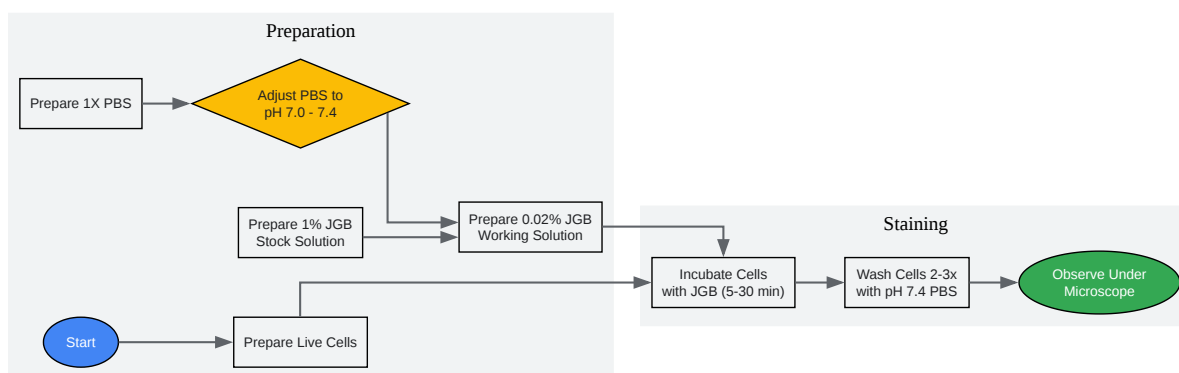 Preparation
Prepare 1X PBS
Adjust PBS to
pH 7.0 - 7.4
Prepare 1% JGB
Stock Solution
Prepare 0.02% JGB
Working Solution
Start
Prepare Live Cells
Staining
Incubate Cells
with JGB (5-30 min)
Wash Cells 2-3x
with pH 7.4 PBS
Observe Under
Microscope